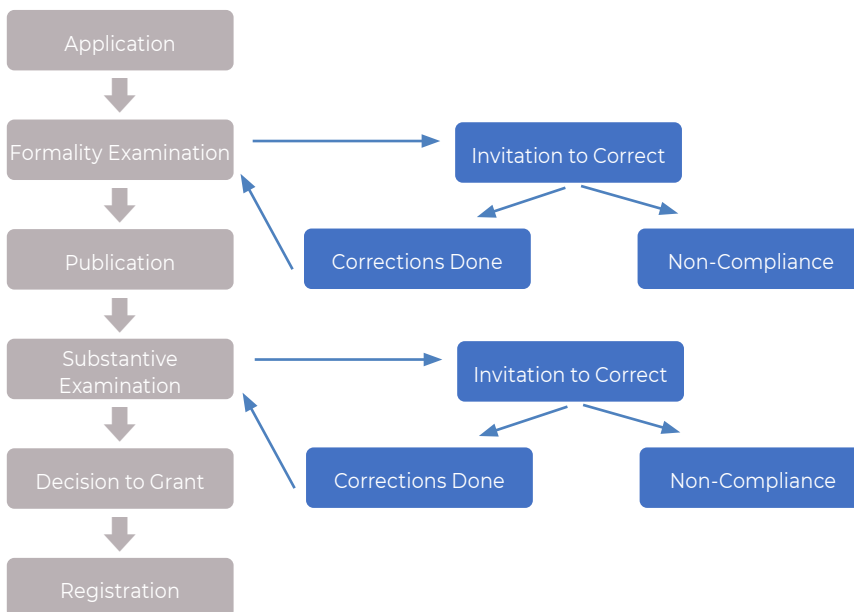 Application
Formality Examination
Invitation to Correct
Corrections Done
Non-Compliance
Publication
Substantive
Examination
Invitation to Correct
Corrections Done
Non-Compliance
Decision to Grant
Registration